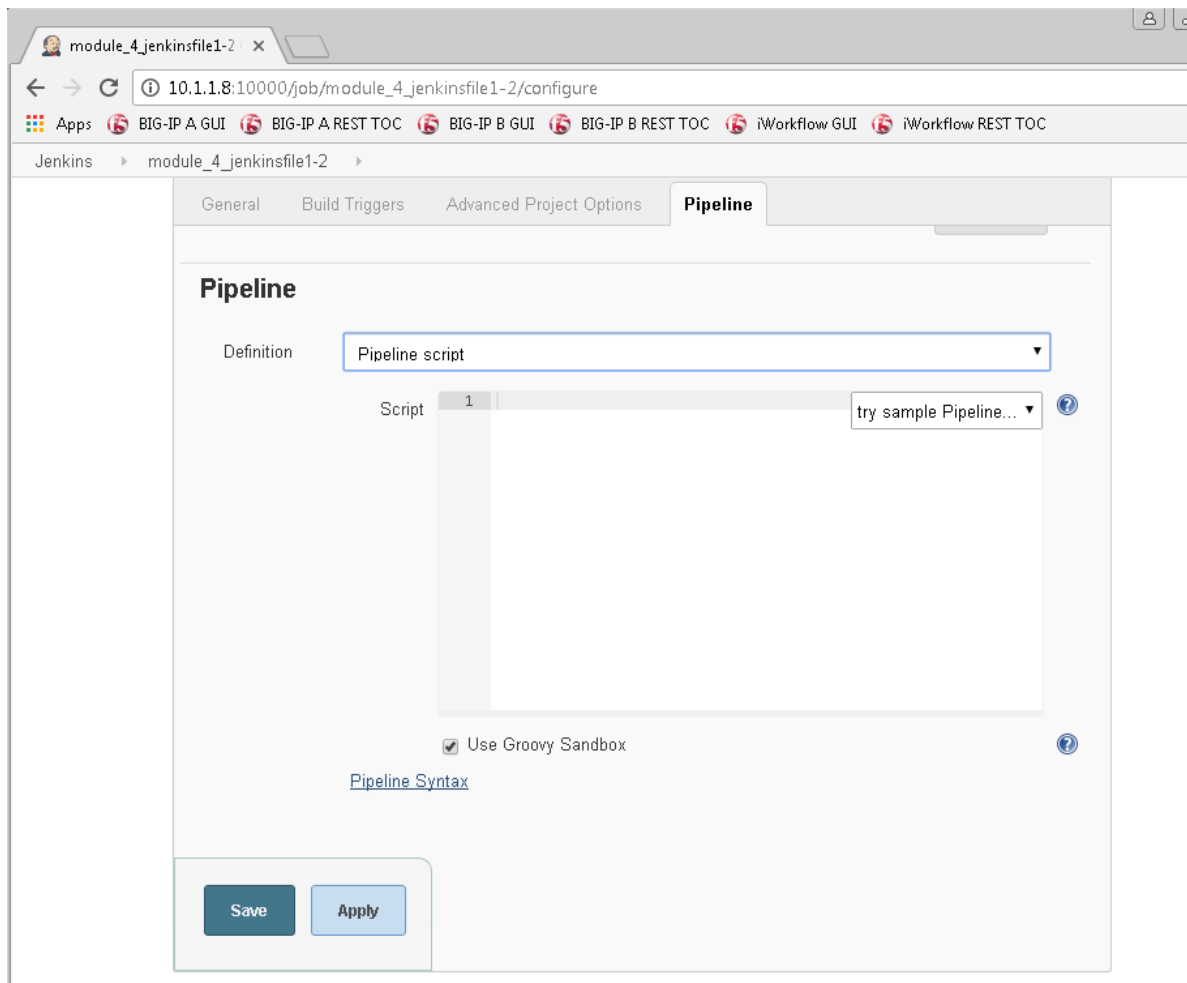 module_4_jenkinsfile1-2
10.1.1.8:10000/job/module_4_jenkinsfile1-2/configure
Apps BIG-IP A GUI BIG-IP A REST TOC BIG-IP B GUI BIG-IP B REST TOC iWorkflow GUI iWorkflow REST TOC
Jenkins module_4_jenkinsfile1-2
General Build Triggers Advanced Project Options Pipeline
Pipeline
Definition Pipeline script
Script 1 try sample Pipeline...
Use Groovy Sandbox
Pipeline Syntax
Save Apply